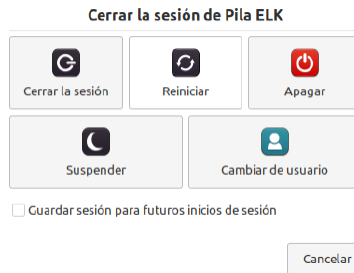 Cerrar la sesión de Pila ELK
Cerrar la sesión
Reiniciar
Apagar
Suspender
Cambiar de usuario
Guardar sesión para futuros inicios de sesión
Cancelar